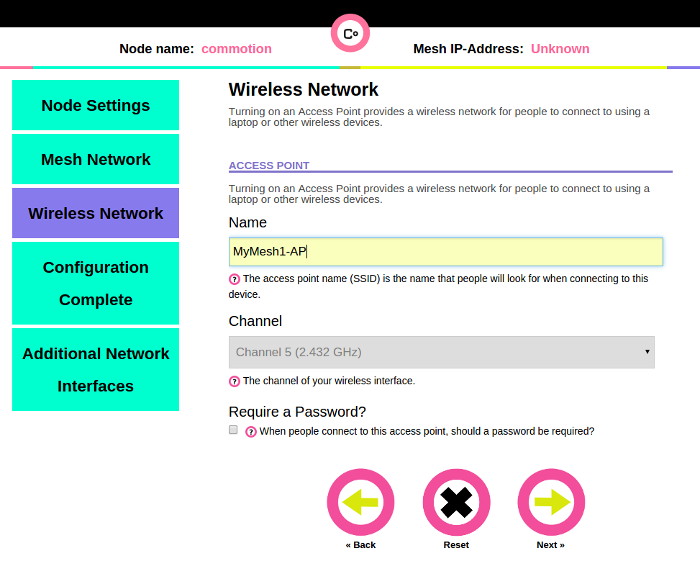 Node name: commotion
Mesh IP-Address: Unknown
Node Settings
Mesh Network
Wireless Network
Configuration
Complete
Additional Network
Interfaces
Wireless Network
Turning on an Access Point provides a wireless network for people to connect to using a
laptop or other wireless devices.
ACCESS POINT
Turning on an Access Point provides a wireless network for people to connect to using a
laptop or other wireless devices.
Name
MyMesh1-AP
? The access point name (SSID) is the name that people will look for when connecting to this
device.
Channel
Channel 5 (2.432 GHz)
? The channel of your wireless interface.
Require a Password?
? When people connect to this access point, should a password be required?
« Back
Reset
Next »